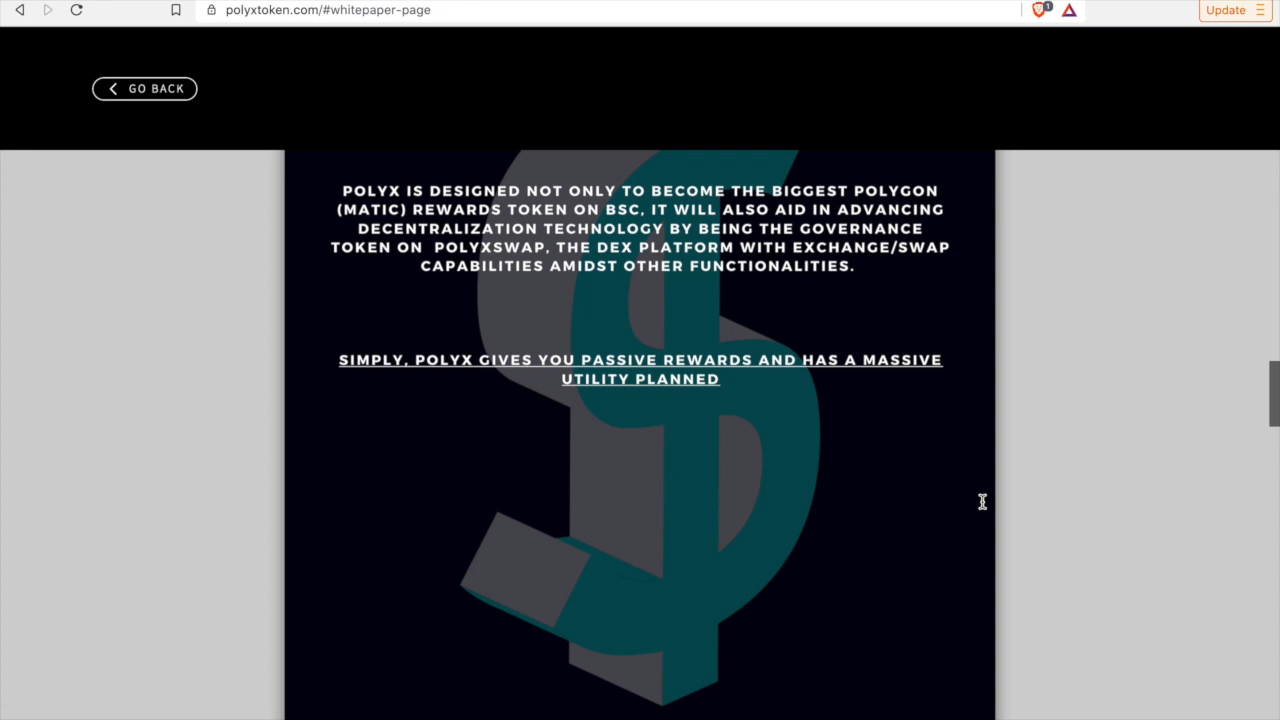 polyxtoken.com/#whitepaper-page
1
Update
GO BACK
POLYX IS DESIGNED NOT ONLY TO BECOME THE BIGGEST POLYGON
(MATIC) REWARDS TOKEN ON BSC, IT WILL ALSO AID IN ADVANCING
DECENTRALIZATION TECHNOLOGY BY BEING THE GOVERNANCE
TOKEN ON POLYXSWAP, THE DEX PLATFORM WITH EXCHANGE/SWAP
CAPABILITIES AMIDST OTHER FUNCTIONALITIES.
SIMPLY, POLYX GIVES YOU PASSIVE REWARDS AND HAS A MASSIVE
UTILITY PLANNED